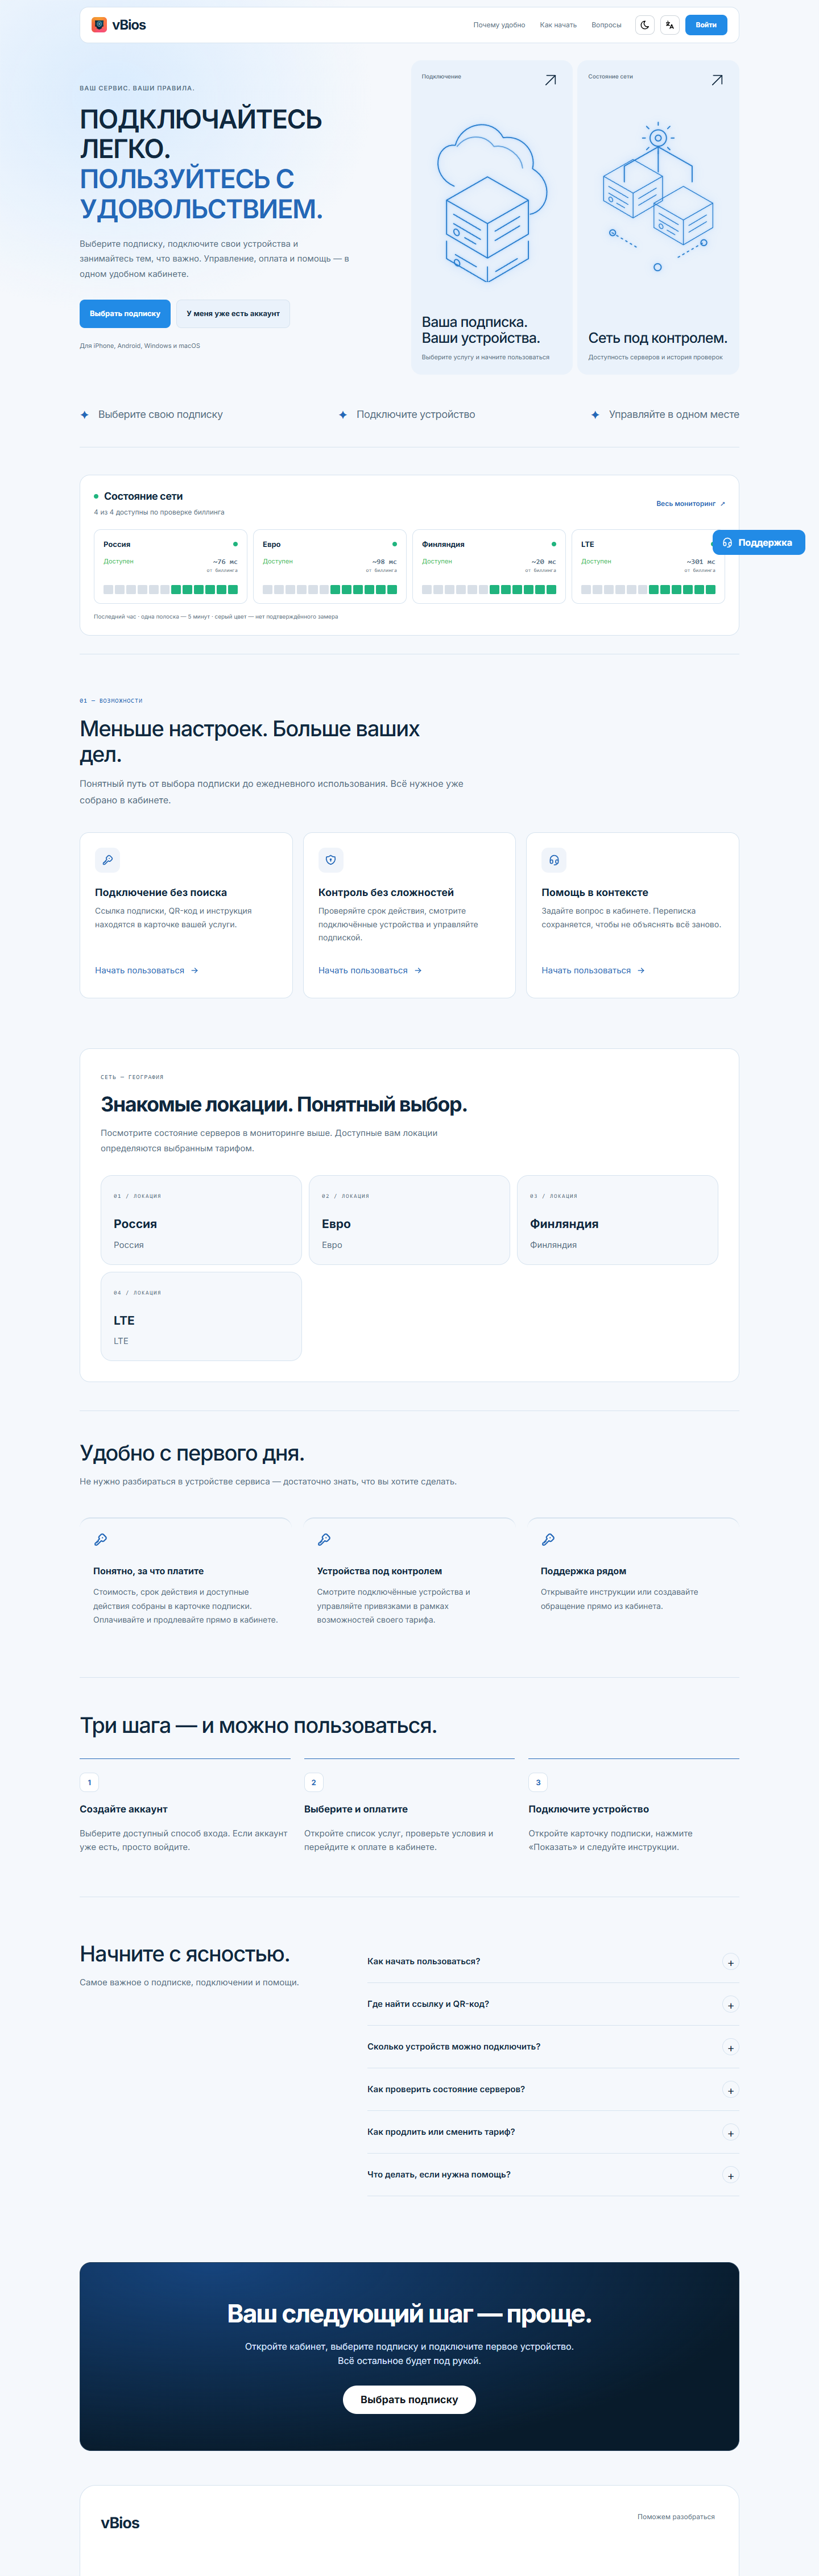 vBios
Почему удобно
Как начать
Вопросы
Войти
ВАШ СЕРВИС. ВАШИ ПРАВИЛА.
ПОДКЛЮЧАЙТЕСЬ
ЛЕГКО.
ПОЛЬЗУЙТЕСЬ С
УДОВОЛЬСТВИЕМ.
Выберите подписку, подключите свои устройства и
занимайтесь тем, что важно. Управление, оплата и помощь — в
одном удобном кабинете.
Выбрать подписку
У меня уже есть аккаунт
Для iPhone, Android, Windows и macOS
Подключение
Ваша подписка.
Ваши устройства.
Выберите услугу и начните пользоваться
Состояние сети
Сеть под контролем.
Доступность серверов и история проверок
Выберите свою подписку
Подключите устройство
Управляйте в одном месте
Состояние сети
4 из 4 доступны по проверке биллинга
Весь мониторинг ↗
Россия
Доступен
~76 мс
от биллинга
Евро
Доступен
~98 мс
от биллинга
Финляндия
Доступен
~20 мс
от биллинга
LTE
Доступен
~301 мс
от биллинга
Поддержка
Последний час · одна полоска — 5 минут · серый цвет — нет подтверждённого замера
01 — ВОЗМОЖНОСТИ
Меньше настроек. Больше ваших
дел.
Понятный путь от выбора подписки до ежедневного использования. Всё нужное уже
собрано в кабинете.
Подключение без поиска
Ссылка подписки, QR-код и инструкция
находятся в карточке вашей услуги.
Начать пользоваться →
Контроль без сложностей
Проверяйте срок действия, смотрите
подключённые устройства и управляйте
подпиской.
Начать пользоваться →
Помощь в контексте
Задайте вопрос в кабинете. Переписка
сохраняется, чтобы не объяснять всё заново.
Начать пользоваться →
СЕТЬ — ГЕОГРАФИЯ
Знакомые локации. Понятный выбор.
Посмотрите состояние серверов в мониторинге выше. Доступные вам локации
определяются выбранным тарифом.
01 / ЛОКАЦИЯ
Россия
Россия
02 / ЛОКАЦИЯ
Евро
Евро
03 / ЛОКАЦИЯ
Финляндия
Финляндия
04 / ЛОКАЦИЯ
LTE
LTE
Удобно с первого дня.
Не нужно разбираться в устройстве сервиса — достаточно знать, что вы хотите сделать.
Понятно, за что платите
Стоимость, срок действия и доступные
действия собраны в карточке подписки.
Оплачивайте и продлевайте прямо в кабинете.
Устройства под контролем
Смотрите подключённые устройства и
управляйте привязками в рамках
возможностей своего тарифа.
Поддержка рядом
Открывайте инструкции или создавайте
обращение прямо из кабинета.
Три шага — и можно пользоваться.
1
Создайте аккаунт
Выберите доступный способ входа. Если аккаунт
уже есть, просто войдите.
2
Выберите и оплатите
Откройте список услуг, проверьте условия и
перейдите к оплате в кабинете.
3
Подключите устройство
Откройте карточку подписки, нажмите
«Показать» и следуйте инструкции.
Начните с ясностью.
Самое важное о подписке, подключении и помощи.
Как начать пользоваться?
Где найти ссылку и QR-код?
Сколько устройств можно подключить?
Как проверить состояние серверов?
Как продлить или сменить тариф?
Что делать, если нужна помощь?
Ваш следующий шаг — проще.
Откройте кабинет, выберите подписку и подключите первое устройство.
Всё остальное будет под рукой.
Выбрать подписку
vBios
Поможем разобраться